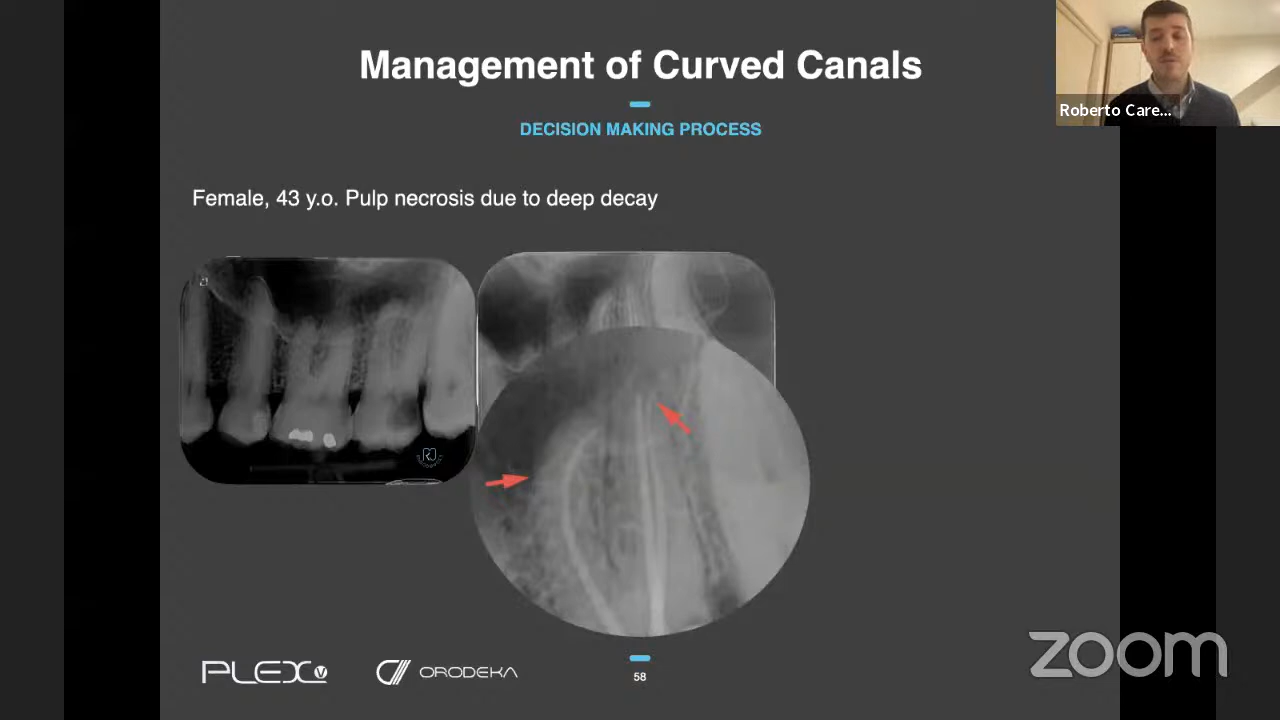 Management of Curved Canals
DECISION MAKING PROCESS
Roberto Care...
Female, 43 y.o. Pulp necrosis due to deep decay
PLEX V
ORODEKA
58
zoom